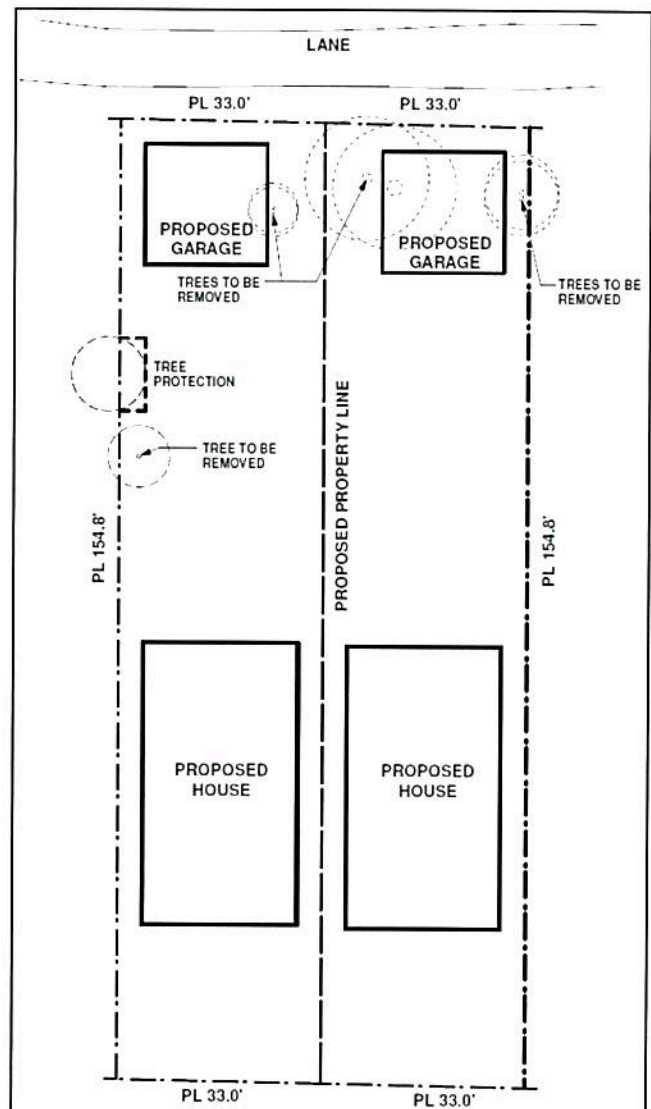 LANE
PL 33.0'
PL 33.0'
PROPOSED
GARAGE
PROPOSED
GARAGE
TREES TO BE
REMOVED
TREES TO BE
REMOVED
TREE
PROTECTION
TREE TO BE
REMOVED
PL 154.8'
PROPOSED PROPERTY LINE
PL 154.8'
PROPOSED
HOUSE
PROPOSED
HOUSE
PL 33.0'
PL 33.0'